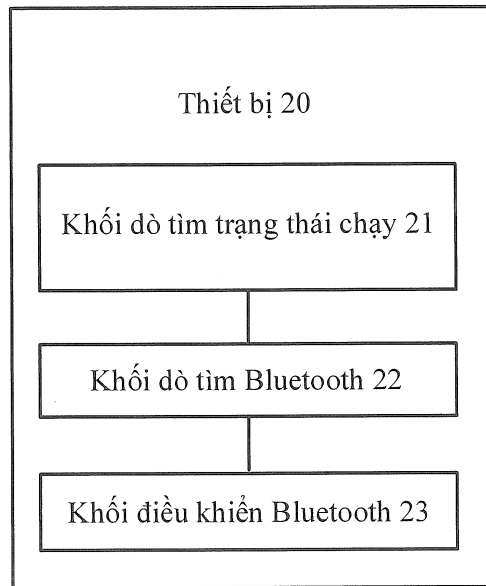 Thiết bị 20
Khối dò tìm trạng thái chạy 21
Khối dò tìm Bluetooth 22
Khối điều khiển Bluetooth 23